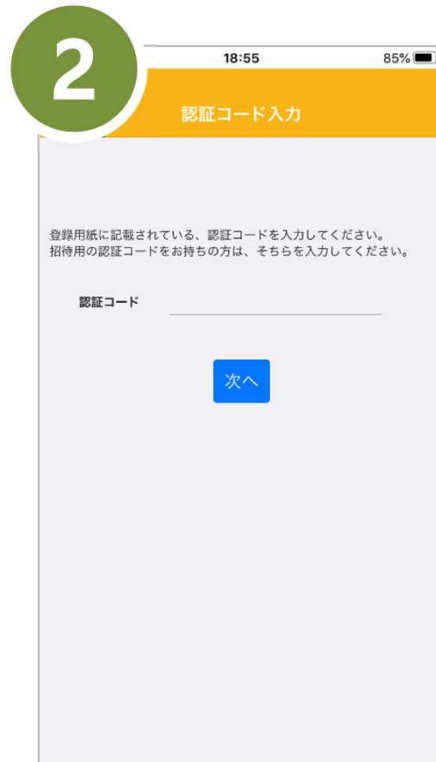 2
18:55
85%
認証コード入力
登録用紙に記載されている、認証コードを入力してください。
招待用の認証コードをお持ちの方は、そちらを入力してください。
認証コード
次へ